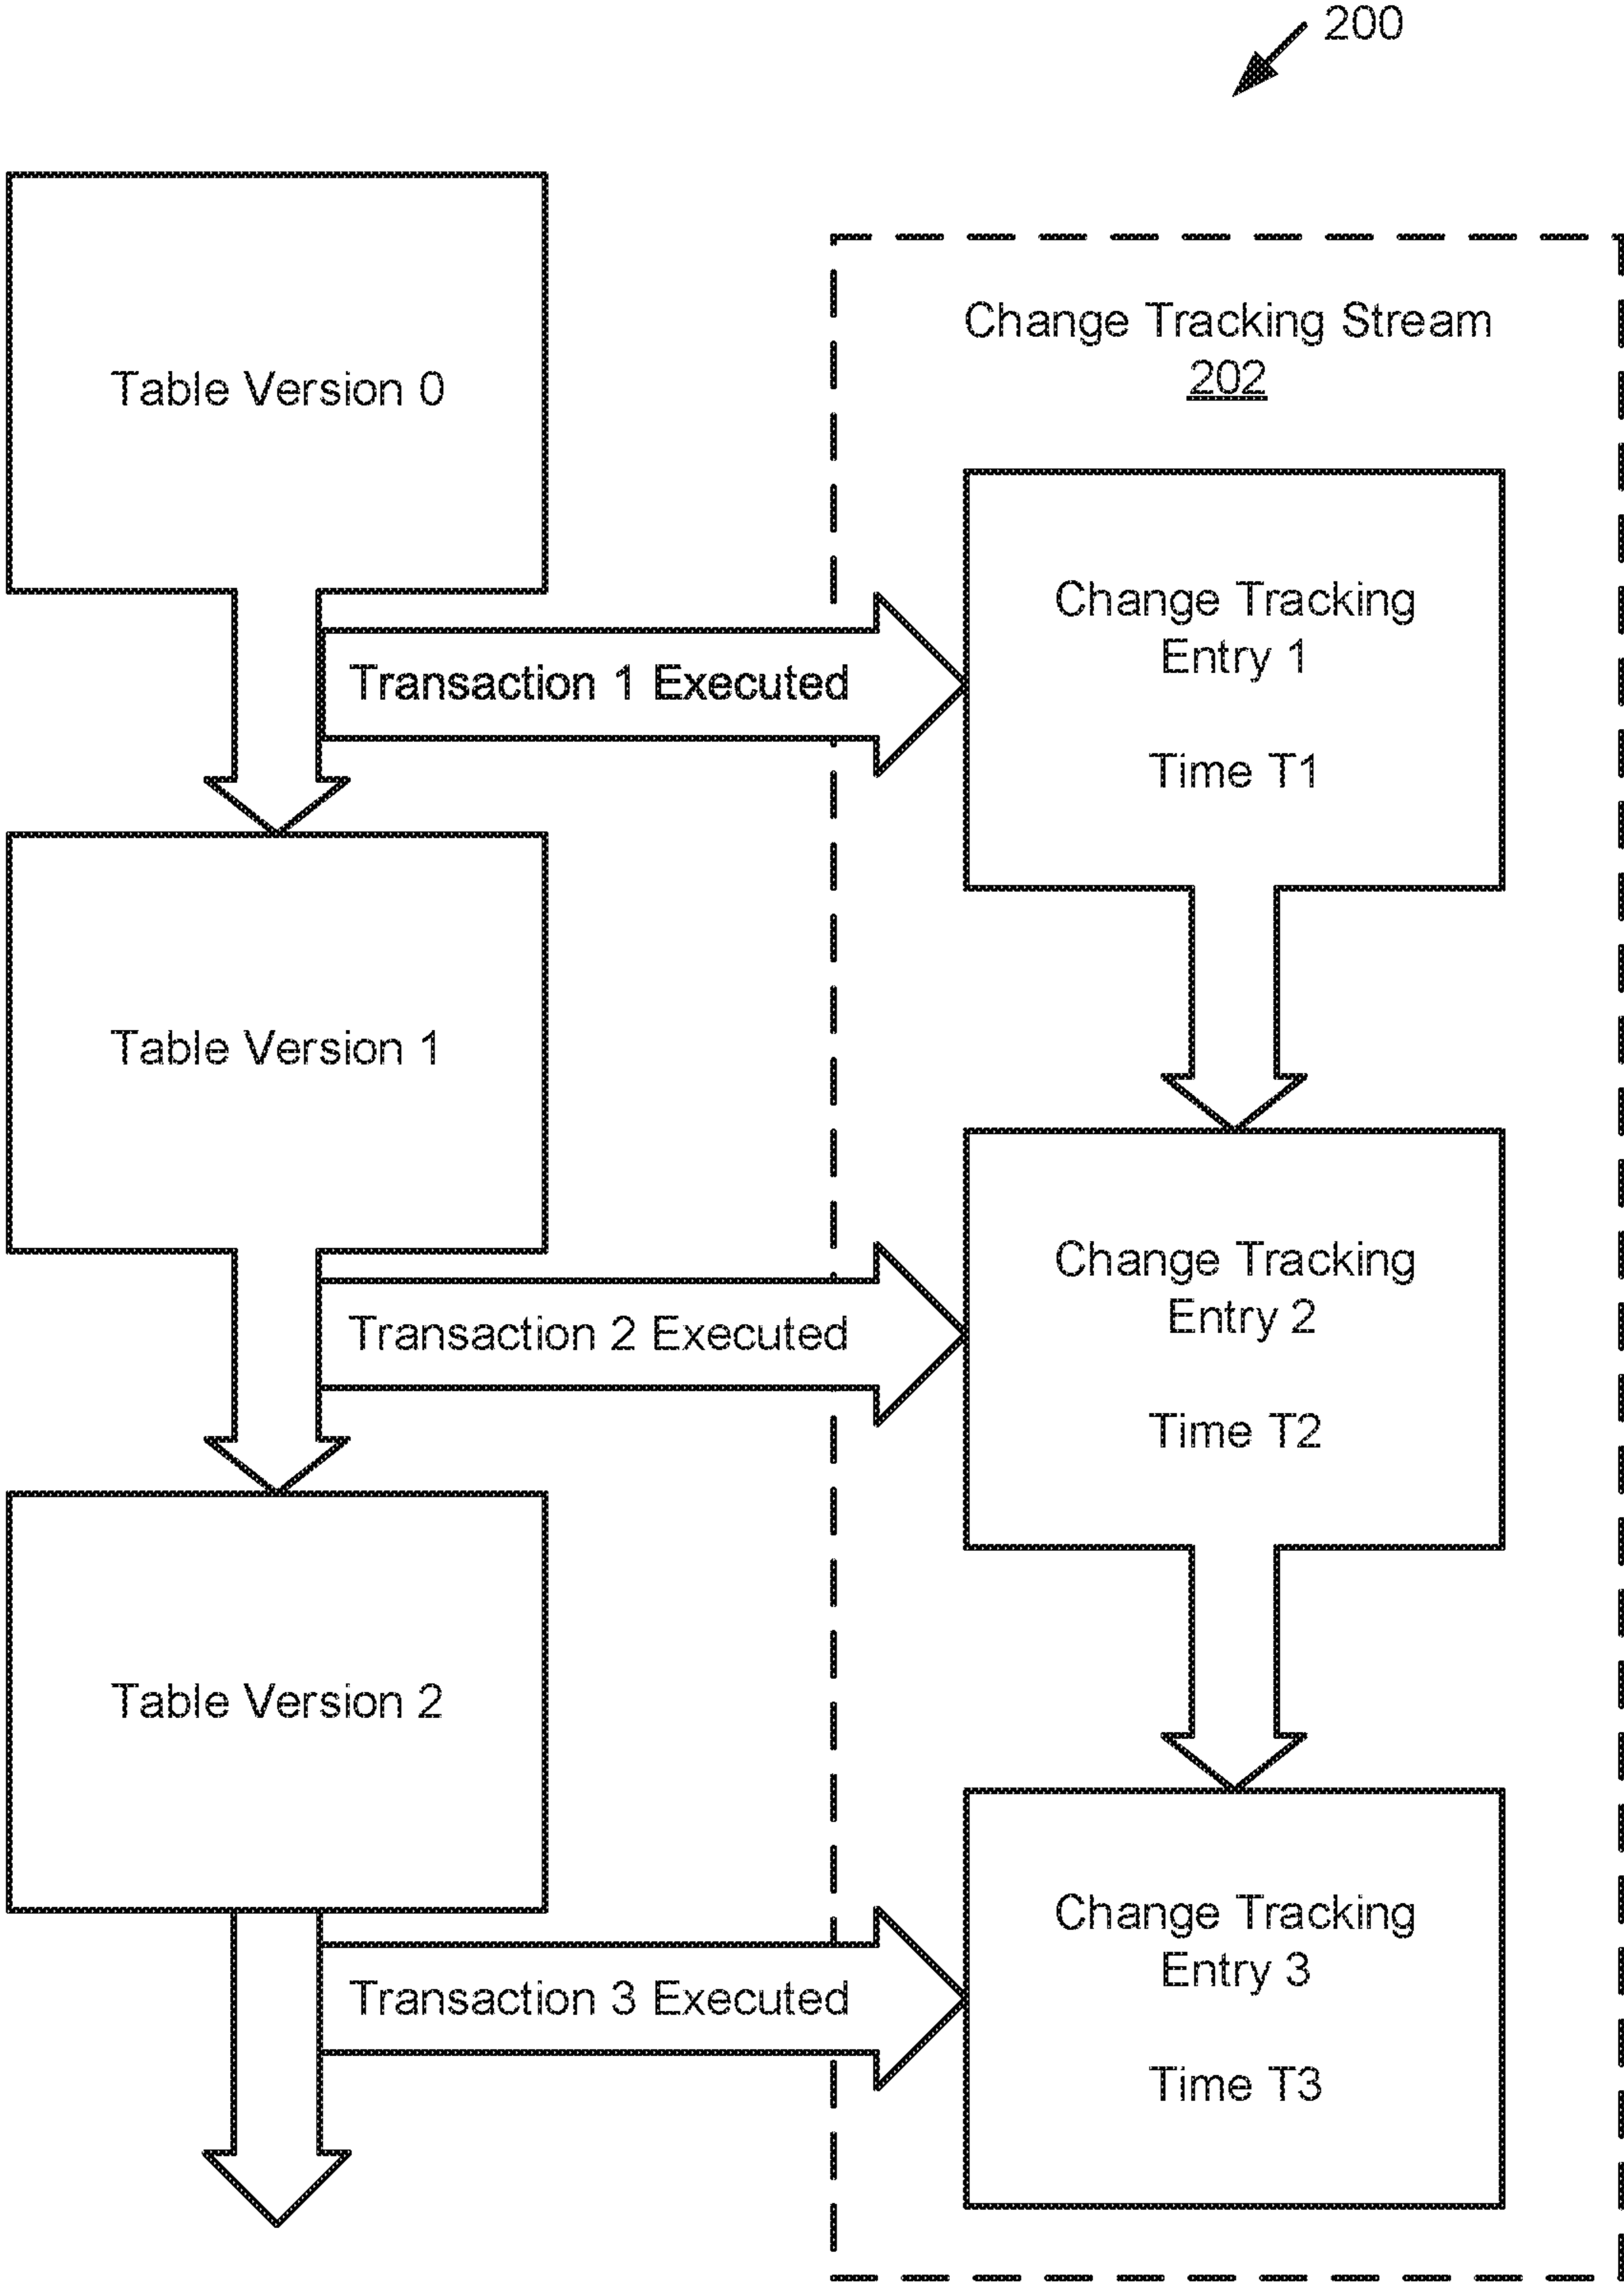 200
Change Tracking Stream
202
Table Version 0
Change Tracking
Entry 1
Transaction 1 Executed
Time T1
Table Version 1
Change Tracking
Entry 2
Transaction 2 Executed
Time T2
Table Version 2
Change Tracking
Entry 3
Transaction 3 Executed
Time T3